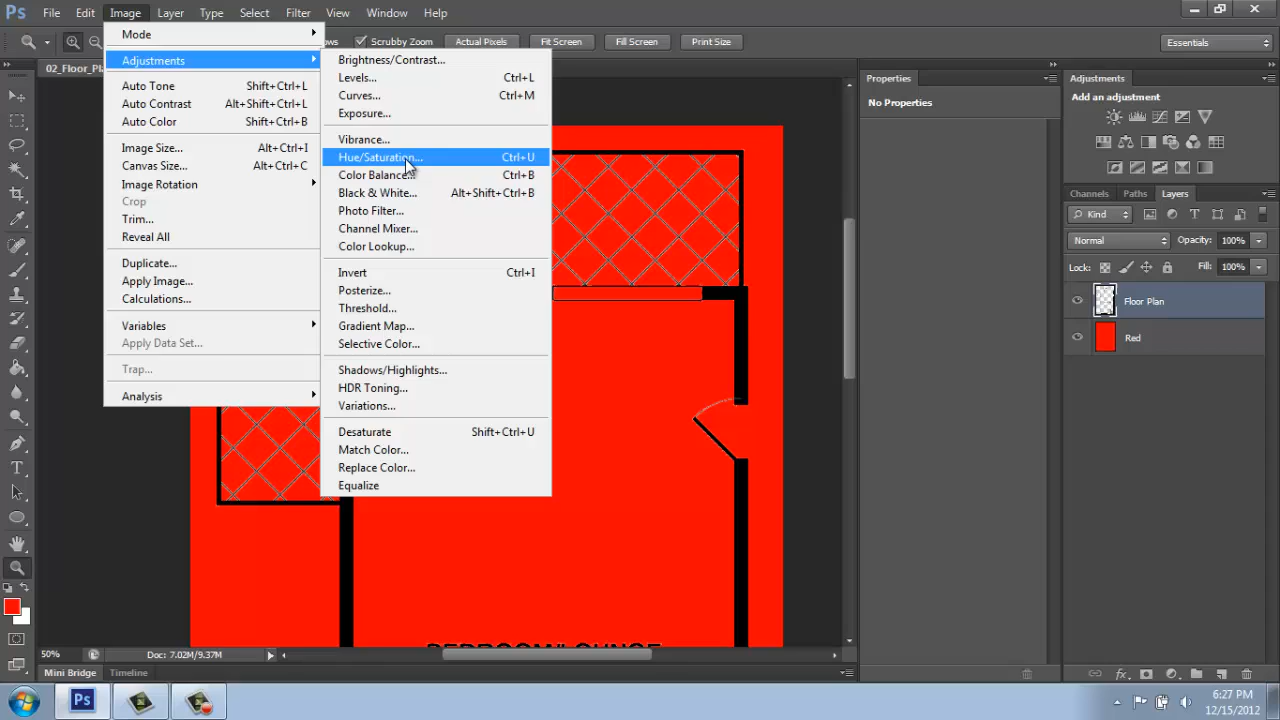 Ps File Edit Image Layer Type Select Filter View Window Help
Scrubby Zoom Actual Pixels Fit Screen Fill Screen Print Size Essentials
02_Floor_Pl
Mode
Adjustments
Auto Tone Shift+Ctrl+L
Auto Contrast Alt+Shift+Ctrl+L
Auto Color Shift+Ctrl+B
Image Size... Alt+Ctrl+I
Canvas Size... Alt+Ctrl+C
Image Rotation
Crop
Trim...
Reveal All
Duplicate...
Apply Image...
Calculations...
Variables
Apply Data Set...
Trap...
Analysis
Brightness/Contrast...
Levels... Ctrl+L
Curves... Ctrl+M
Exposure...
Vibrance...
Hue/Saturation... Ctrl+U
Color Balance... Ctrl+B
Black & White... Alt+Shift+Ctrl+B
Photo Filter...
Channel Mixer...
Color Lookup...
Invert Ctrl+I
Posterize...
Threshold...
Gradient Map...
Selective Color...
Shadows/Highlights...
HDR Toning...
Variations...
Desaturate Shift+Ctrl+U
Match Color...
Replace Color...
Equalize
Properties
No Properties
Adjustments
Add an adjustment
Channels Paths Layers
Kind
Normal Opacity: 100%
Lock: Fill: 100%
Floor Plan
Red
50% Doc: 7.02M/9.37M
Mini Bridge Timeline
Ps
6:27 PM
12/15/2012